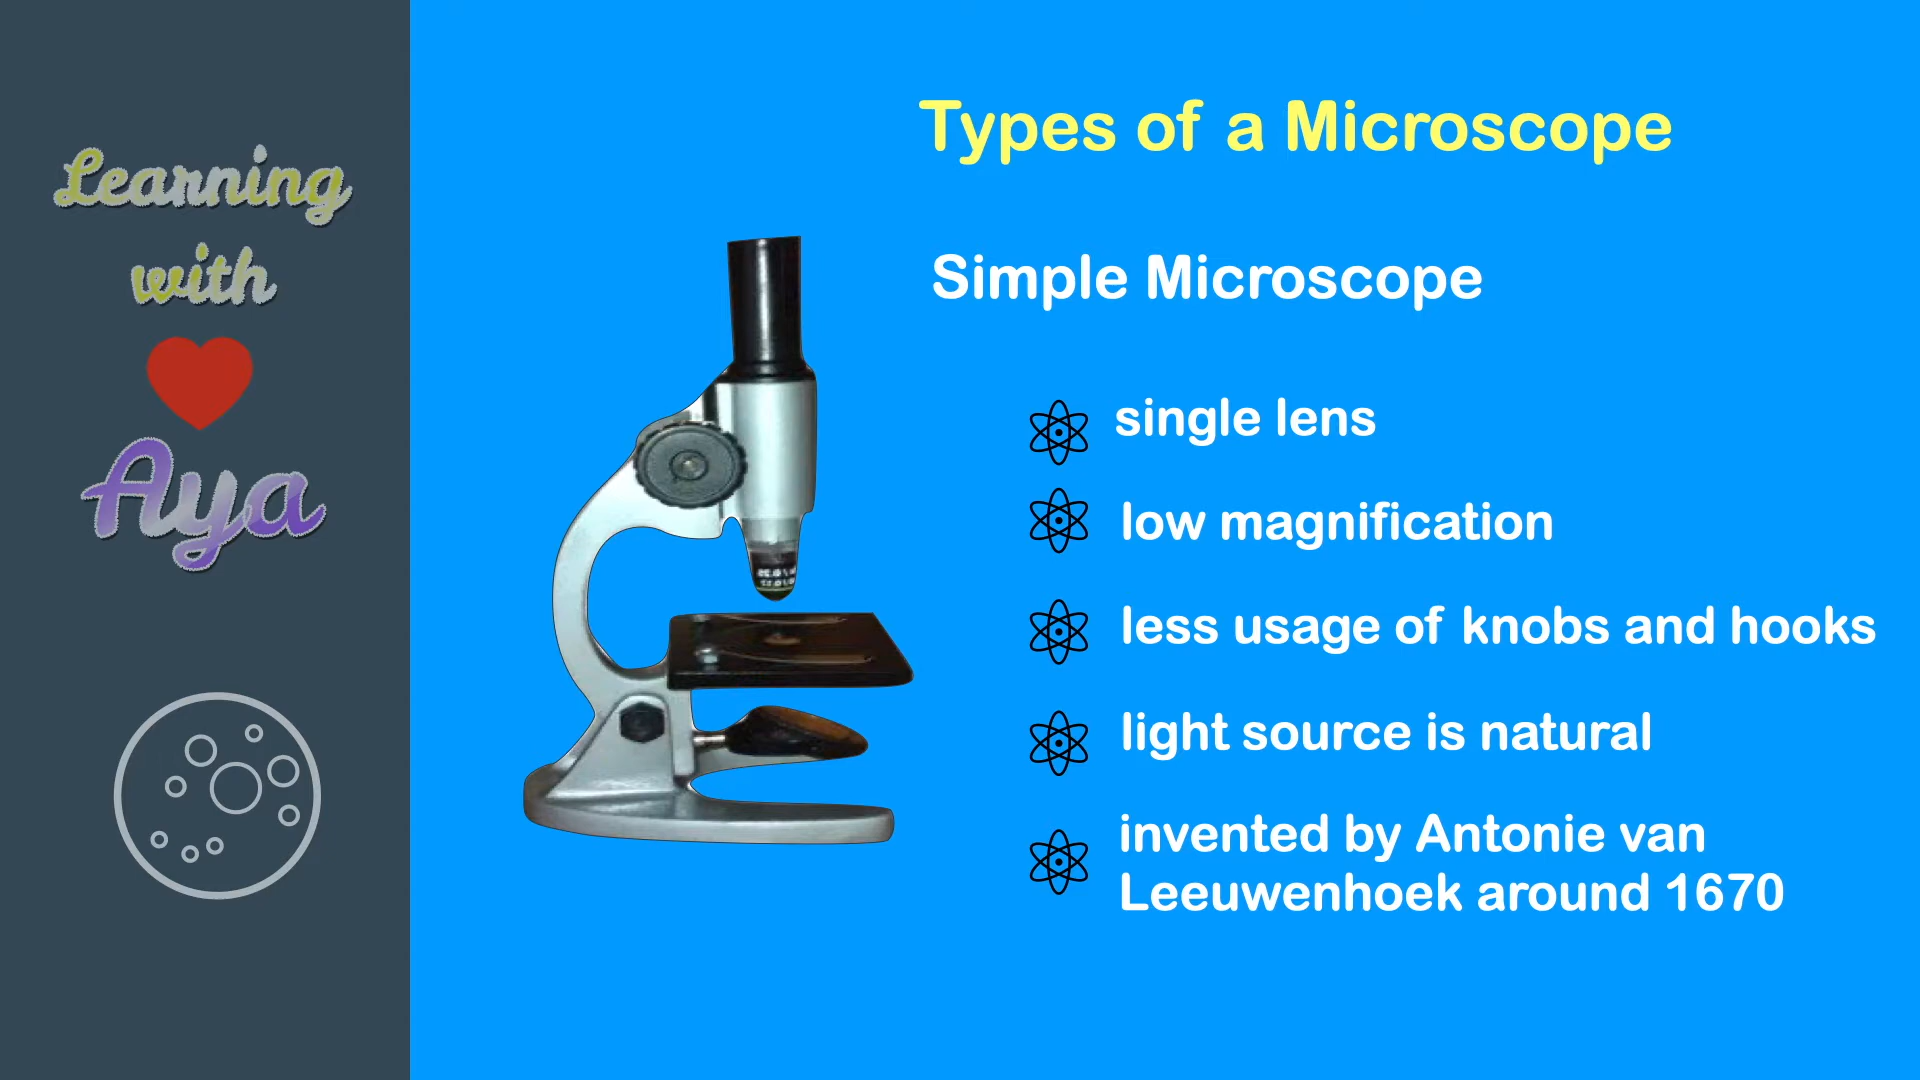 Learning
with
Aya
Types of a Microscope
Simple Microscope
single lens
low magnification
less usage of knobs and hooks
light source is natural
invented by Antonie van
Leeuwenhoek around 1670